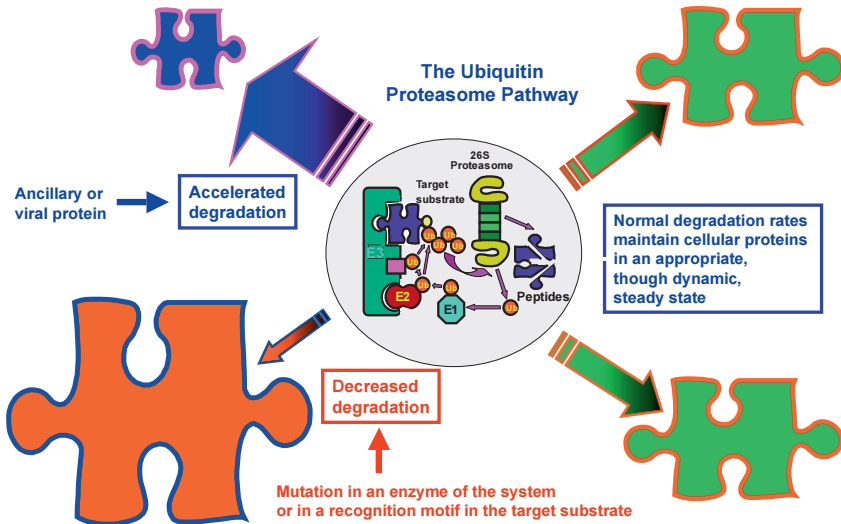 The Ubiquitin
Proteasome Pathway
26S
Proteasome
Target
substrate
Ancillary or
viral protein
Accelerated
degradation
Normal degradation rates
maintain cellular proteins
in an appropriate,
though dynamic,
steady state
E3
Ub
Ub
Ub
Ub
Ub
Ub
Ub
Ub
E2
E1
Ub
Peptides
Decreased
degradation
Mutation in an enzyme of the system
or in a recognition motif in the target substrate